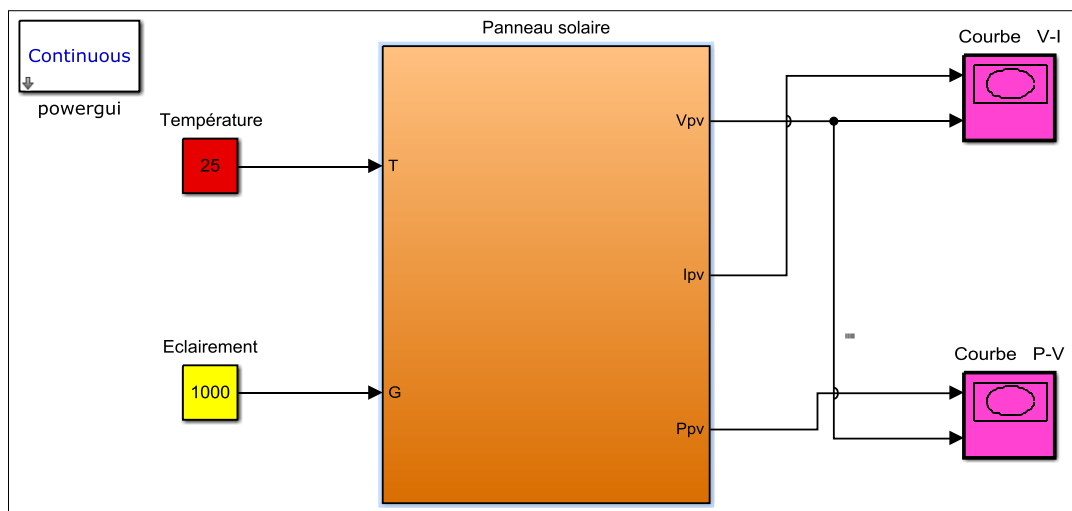 Continuous
powergui
Température
25
Eclairement
1000
Panneau solaire
T
G
Vpv
Ipv
Ppv
Courbe V-I
Courbe P-V